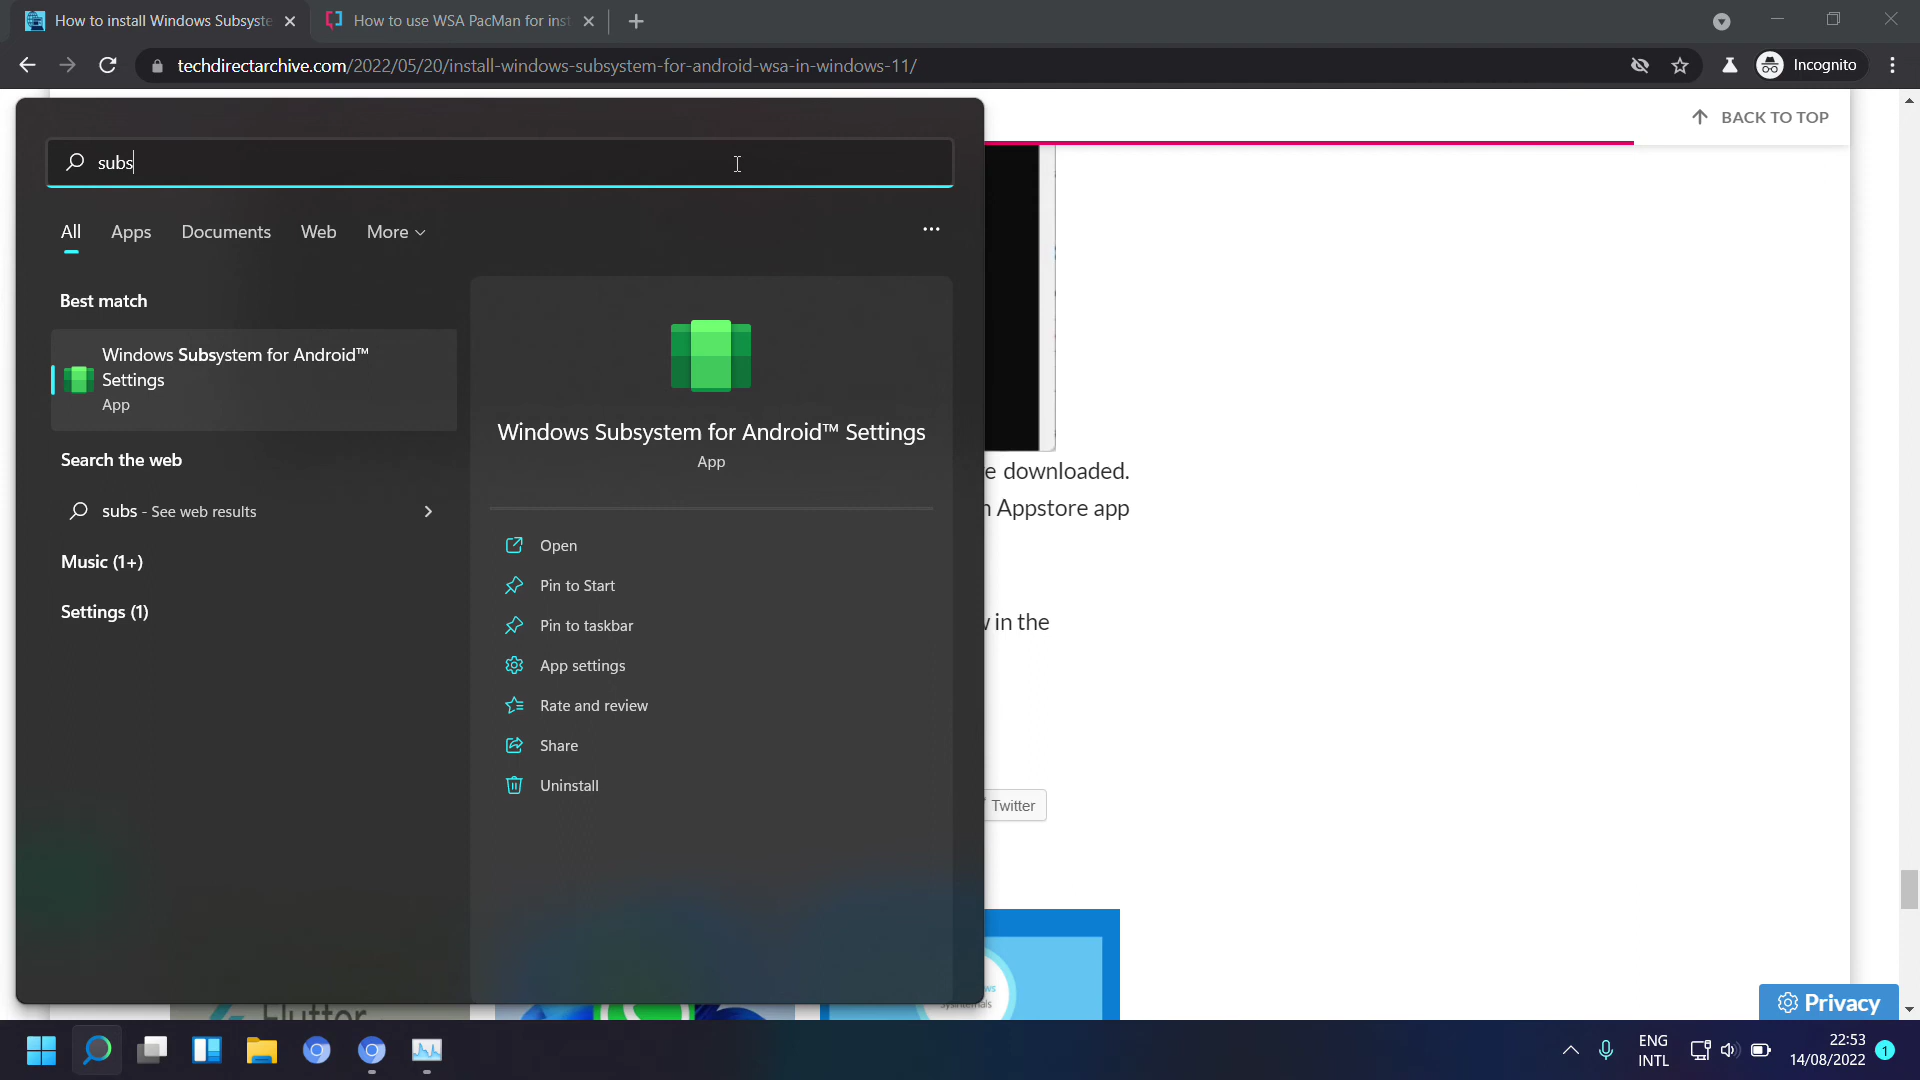 How to install Windows Subsyste
How to use WSA PacMan for inst
techdirectarchive.com/2022/05/20/install-windows-subsystem-for-android-wsa-in-windows-11/
Incognito
BACK TO TOP
subs
All
Apps
Documents
Web
More
Best match
Windows Subsystem for Android™
Settings
App
Search the web
subs - See web results
Music (1+)
Settings (1)
Windows Subsystem for Android™ Settings
App
Open
Pin to Start
Pin to taskbar
App settings
Rate and review
Share
Uninstall
e downloaded.
Appstore app
in the
Twitter
Sysinternals
Flutter
Privacy
ENG
INTL
22:53
14/08/2022
1